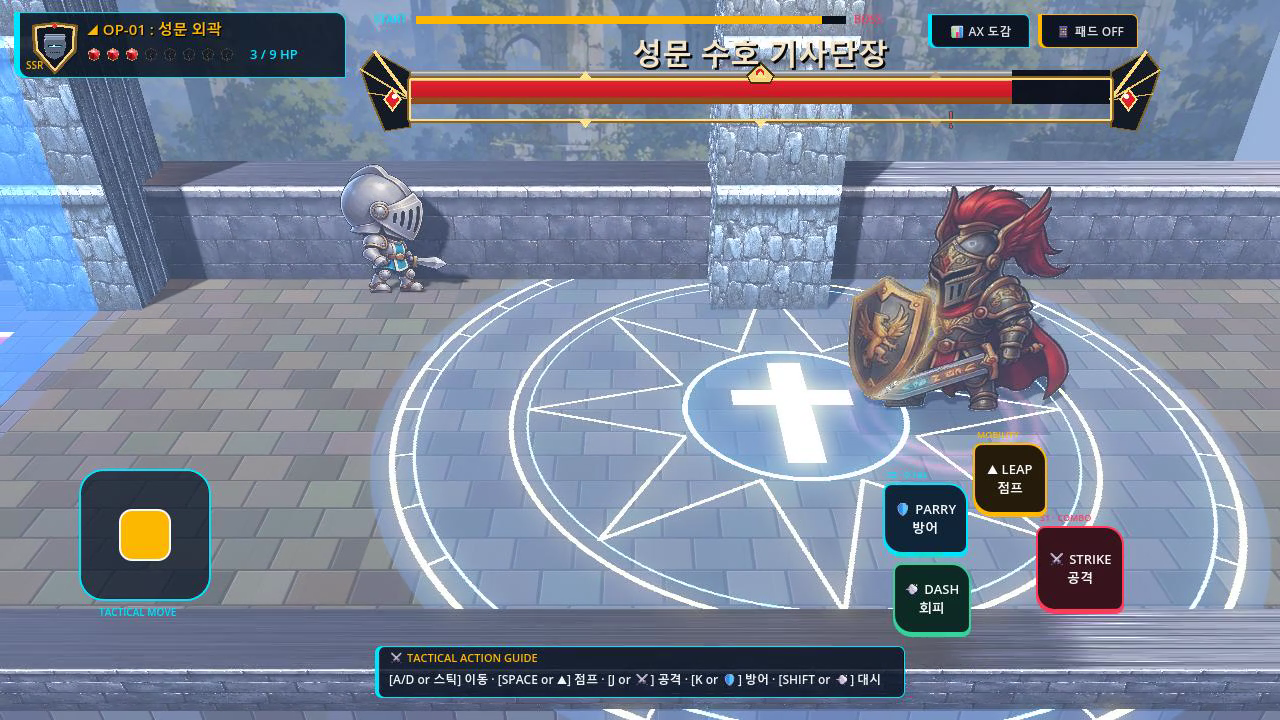 ◢ OP-01 : 성문 외곽
3 / 9 HP
SSR
START
BOSS
성문 수호 기사단장
AX 도감
패드 OFF
MOBILITY
▲ LEAP
점프
PARRY
방어
ST · COMBO
STRIKE
공격
DASH
회피
TACTICAL MOVE
TACTICAL ACTION GUIDE
[A/D or 스틱] 이동 · [SPACE or ▲] 점프 · [J or ⚔] 공격 · [K or 🛡] 방어 · [SHIFT or 💨] 대시